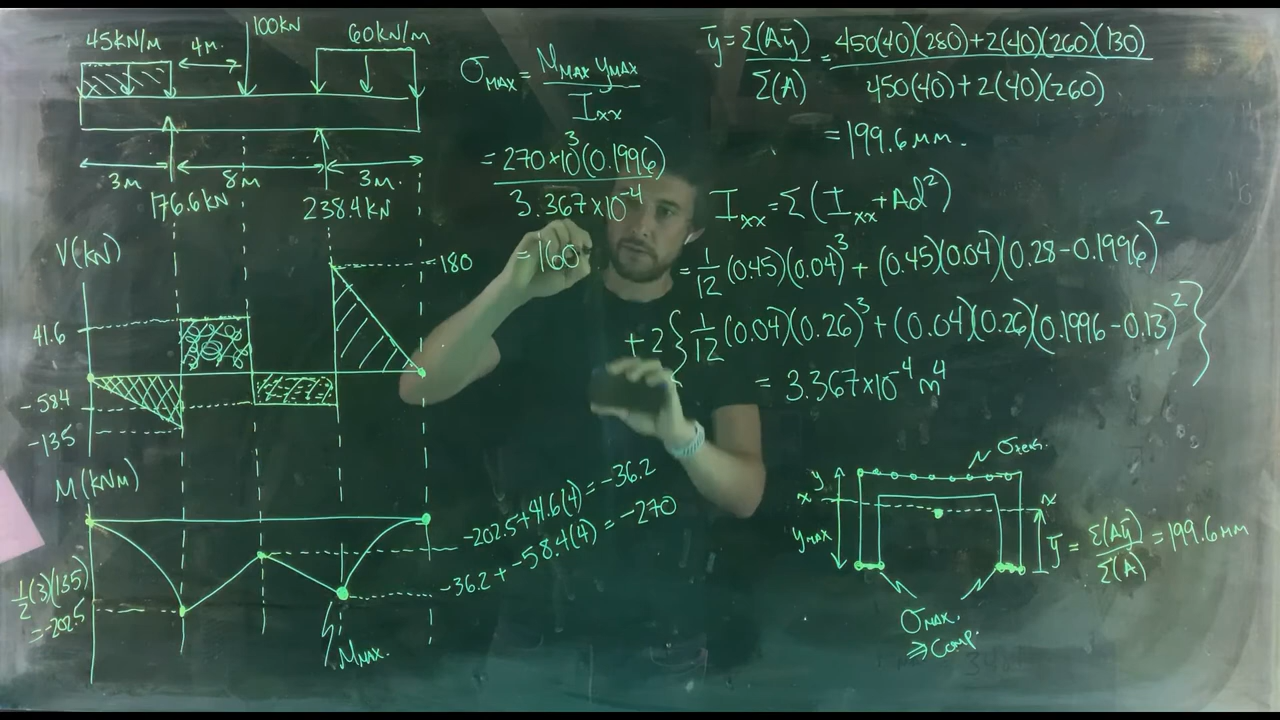 45kN/m
4m.
100kN
60kN/m
3m
8m
3m.
176.6kN
238.4kN
V(kN)
180
41.6
-58.4
-135
M(kNm)
½(3)(135)
=-202.5
-202.5+41.6(4)=-36.2
-36.2+-58.4(4)=-270
MMAX.
σMAX = MMAX yMAX / Ixx
= 270×10³(0.1996) / 3.367×10⁻⁴
= 160
ȳ = Σ(Aȳ) / Σ(A) = 450(40)(280)+2(40)(260)(130) / 450(40)+2(40)(260)
= 199.6mm.
Ixx = Σ(Ixx+Ad²)
= 1/12 (0.45)(0.04)³ + (0.45)(0.04)(0.28-0.1996)²
+ 2{1/12 (0.04)(0.26)³ + (0.04)(0.26)(0.1996-0.13)²}
= 3.367×10⁻⁴ m⁴
y
x
x
yMAX
ȳ = Σ(Aȳ) / Σ(A) = 199.6mm
σMAX.
⇒ Comp.